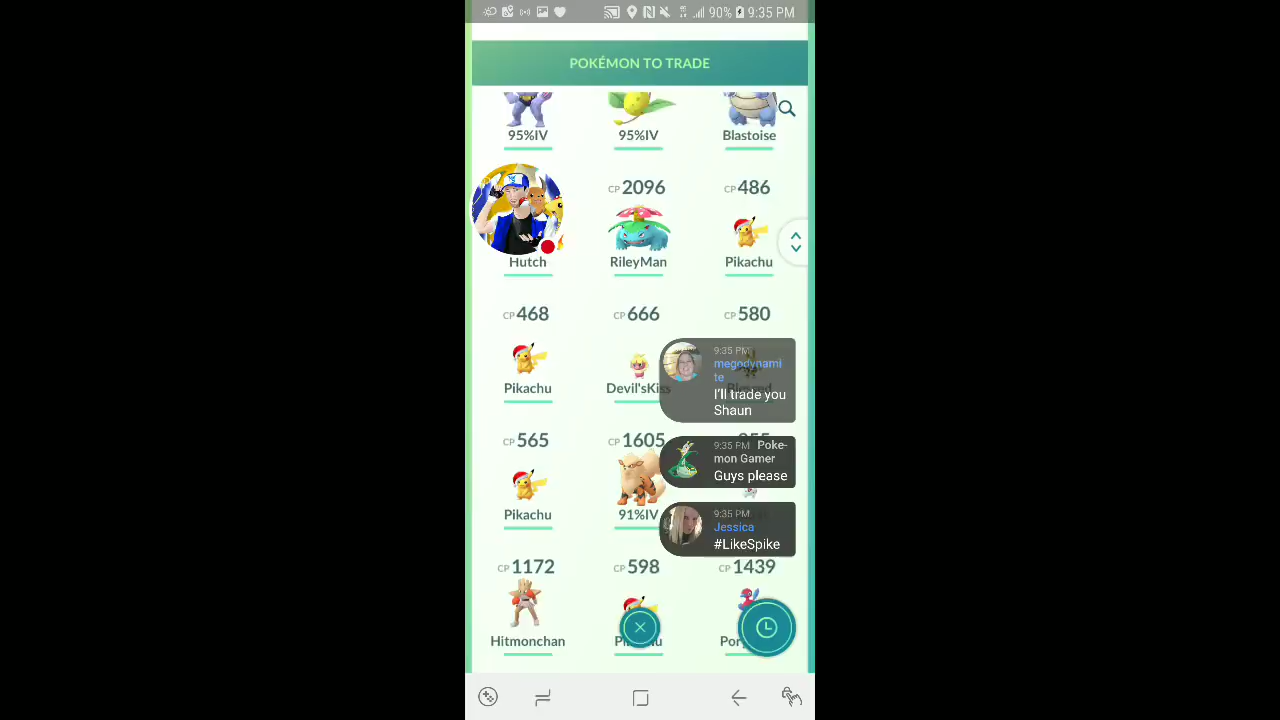 90% 9:35 PM
POKÉMON TO TRADE
95%IV 95%IV Blastoise
CP 2096 CP 486
Hutch RileyMan Pikachu
CP 468 CP 666 CP 580
Pikachu Devil'sKiss
9:35 PM
megodynami
te
I'll trade you
Shaun
CP 565 CP 1605
9:35 PM Poke-
mon Gamer
Guys please
Pikachu 91%IV
9:35 PM
Jessica
#LikeSpike
CP 1172 CP 598 CP 1439
Hitmonchan